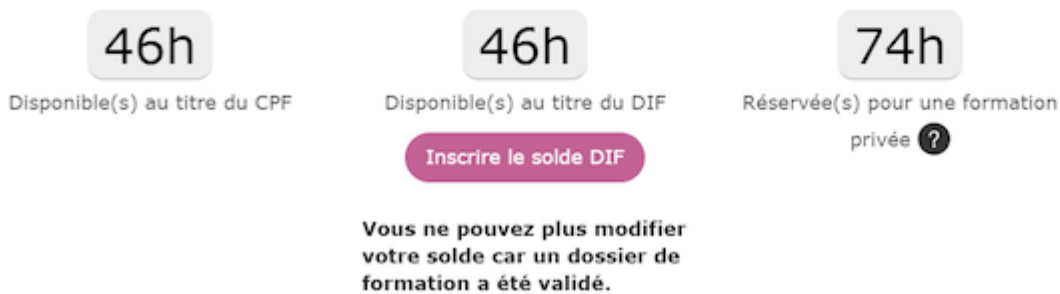 46h
Disponible(s) au titre du CPF
46h
Disponible(s) au titre du DIF
Inscrire le solde DIF
Vous ne pouvez plus modifier
votre solde car un dossier de
formation a été validé.
74h
Réservée(s) pour une formation
privée ?